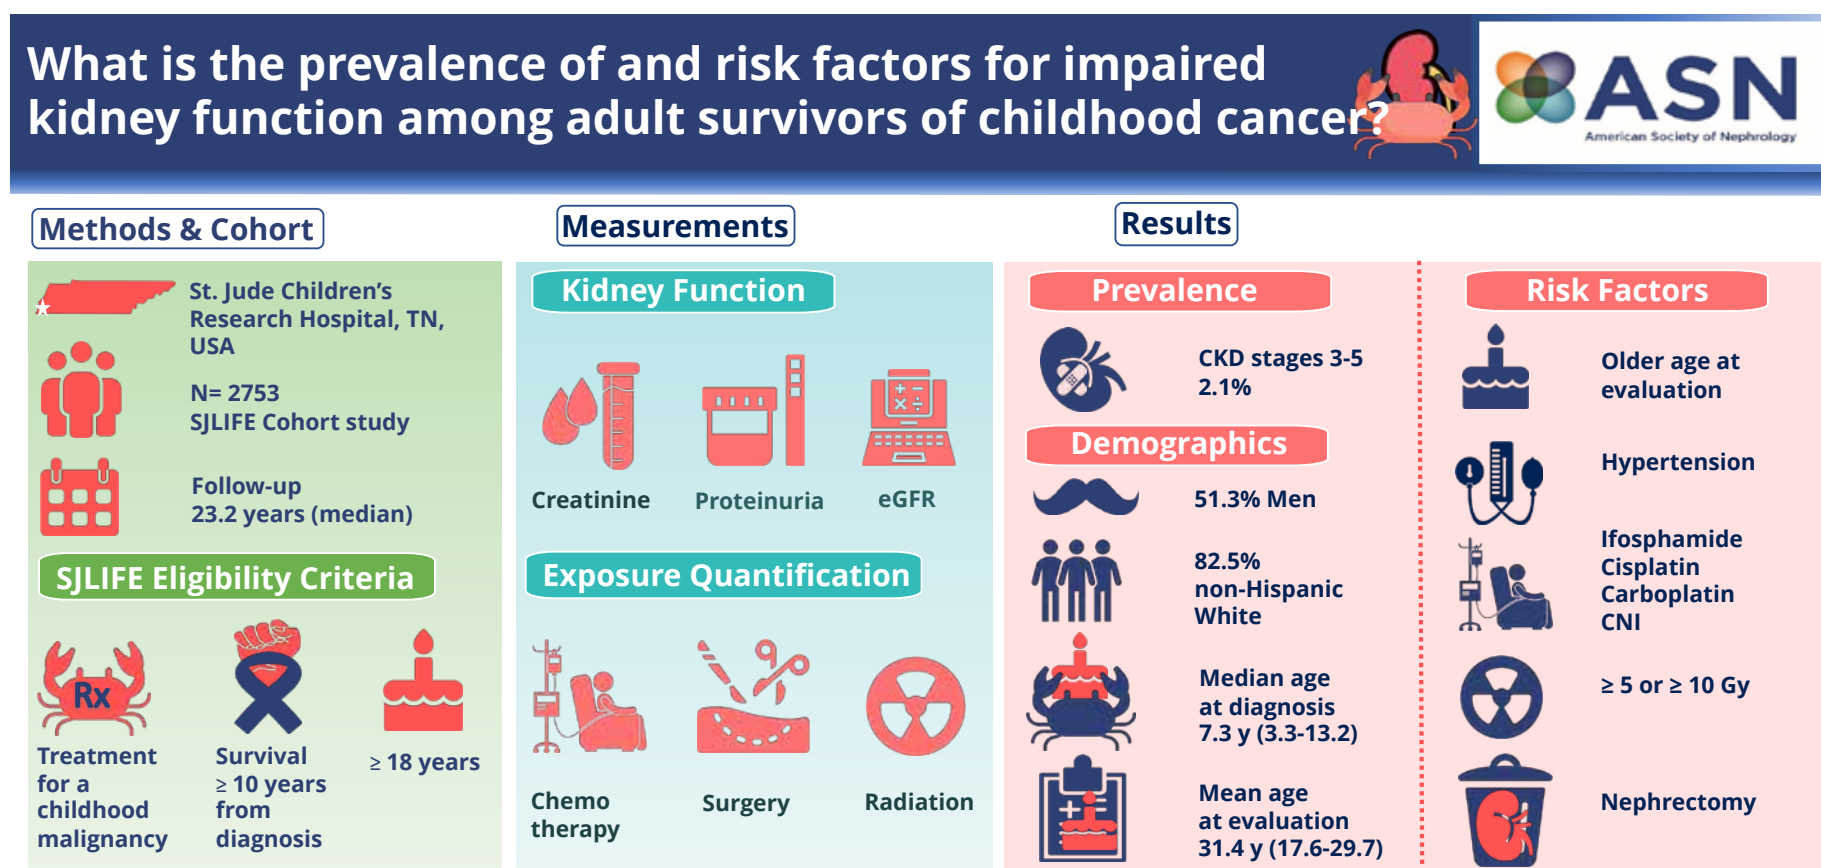 What is the prevalence of and risk factors for impaired
kidney function among adult survivors of childhood cancer?
ASN
American Society of Nephrology
Methods & Cohort
St. Jude Children's
Research Hospital, TN,
USA
N= 2753
SJLIFE Cohort study
Follow-up
23.2 years (median)
SJLIFE Eligibility Criteria
Rx
Treatment
for a
childhood
malignancy
Survival
≥ 10 years
from
diagnosis
≥ 18 years
Measurements
Kidney Function
Creatinine
Proteinuria
eGFR
Exposure Quantification
Chemo
therapy
Surgery
Radiation
Results
Prevalence
CKD stages 3-5
2.1%
Demographics
51.3% Men
82.5%
non-Hispanic
White
Median age
at diagnosis
7.3 y (3.3-13.2)
Mean age
at evaluation
31.4 y (17.6-29.7)
Risk Factors
Older age at
evaluation
Hypertension
Ifosphamide
Cisplatin
Carboplatin
CNI
≥ 5 or ≥ 10 Gy
Nephrectomy